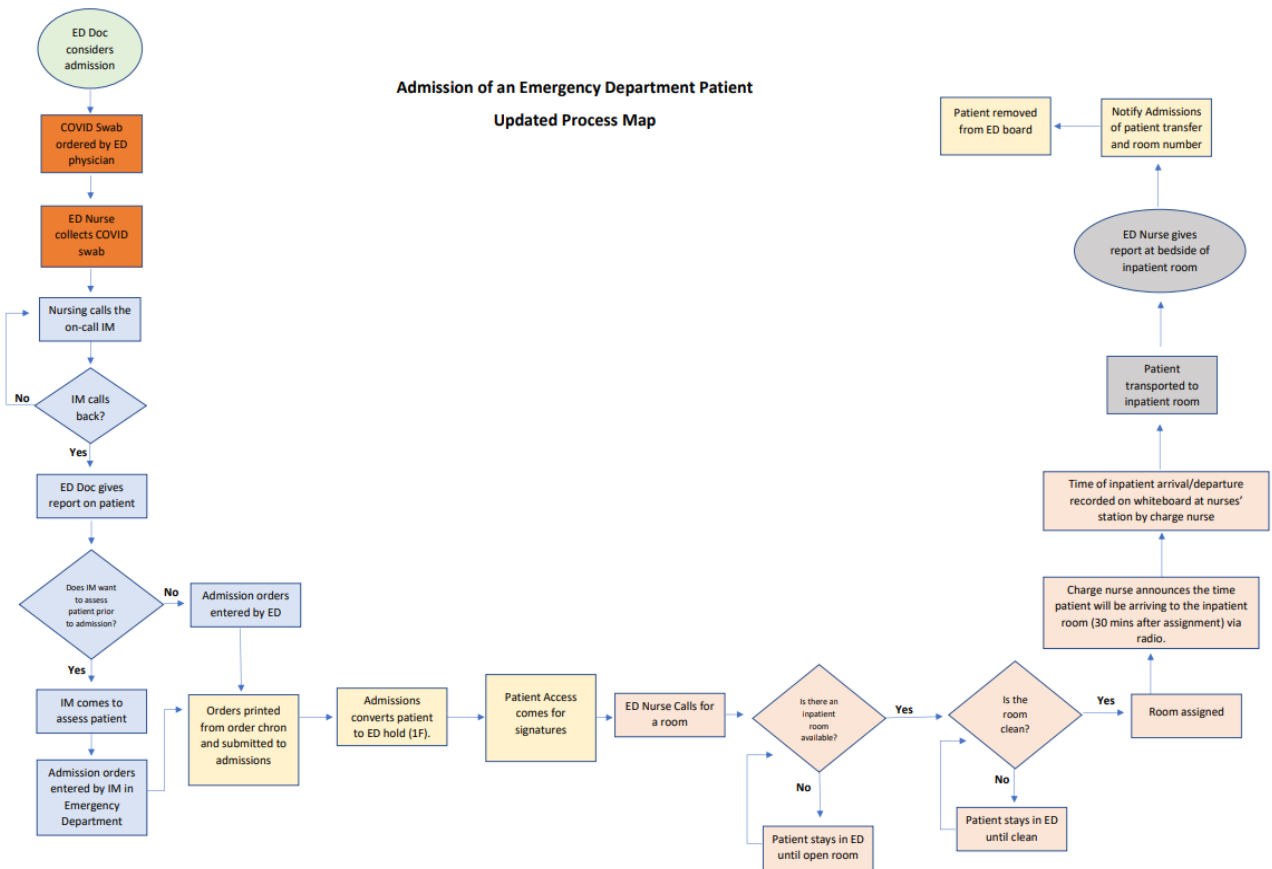 Admission of an Emergency Department Patient
Updated Process Map
ED Doc
considers
admission
COVID Swab
ordered by ED
physician
ED Nurse
collects COVID
swab
Nursing calls the
on-call IM
IM calls
back?
No
Yes
ED Doc gives
report on patient
Does IM want
to assess
patient prior
to admission?
No
Admission orders
entered by ED
Yes
IM comes to
assess patient
Admission orders
entered by IM in
Emergency
Department
Orders printed
from order chron
and submitted to
admissions
Admissions
converts patient
to ED hold (1F).
Patient Access
comes for
signatures
ED Nurse Calls for
a room
Is there an
inpatient
room
available?
No
Patient stays in ED
until open room
Yes
Is the
room
clean?
No
Patient stays in ED
until clean
Yes
Room assigned
Charge nurse announces the time
patient will be arriving to the inpatient
room (30 mins after assignment) via
radio.
Time of inpatient arrival/departure
recorded on whiteboard at nurses'
station by charge nurse
Patient
transported to
inpatient room
ED Nurse gives
report at bedside of
inpatient room
Notify Admissions
of patient transfer
and room number
Patient removed
from ED board